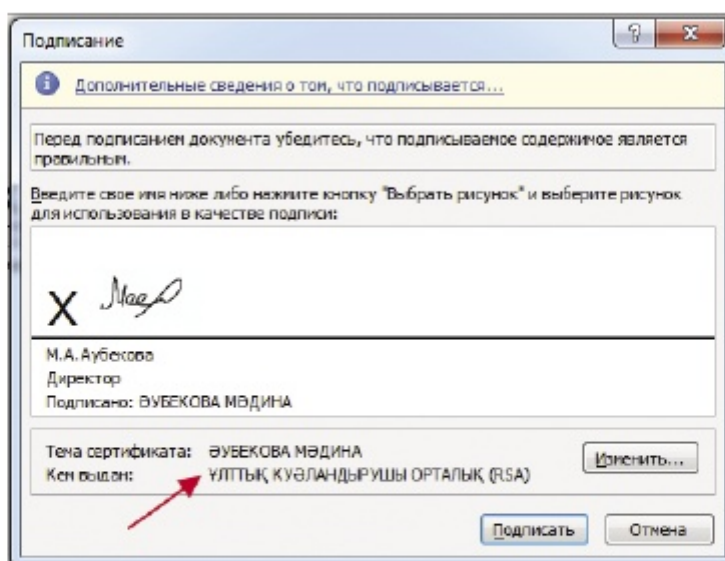 Подписание
Дополнительные сведения о том, что подписывается...
Перед подписанием документа убедитесь, что подписываемое содержимое является
правильным.
Введите свое имя ниже либо нажмите кнопку "Выбрать рисунок" и выберите рисунок
для использования в качестве подписи:
X
М.А.Аубекова
Директор
Подписано: ӘУБЕКОВА МӘДИНА
Тема сертификата: ӘУБЕКОВА МӘДИНА
Изменить...
Кем выдан: ҰЛТТЫҚ КУӘЛАНДЫРУШЫ ОРТАЛЫҚ (RSA)
Подписать Отмена